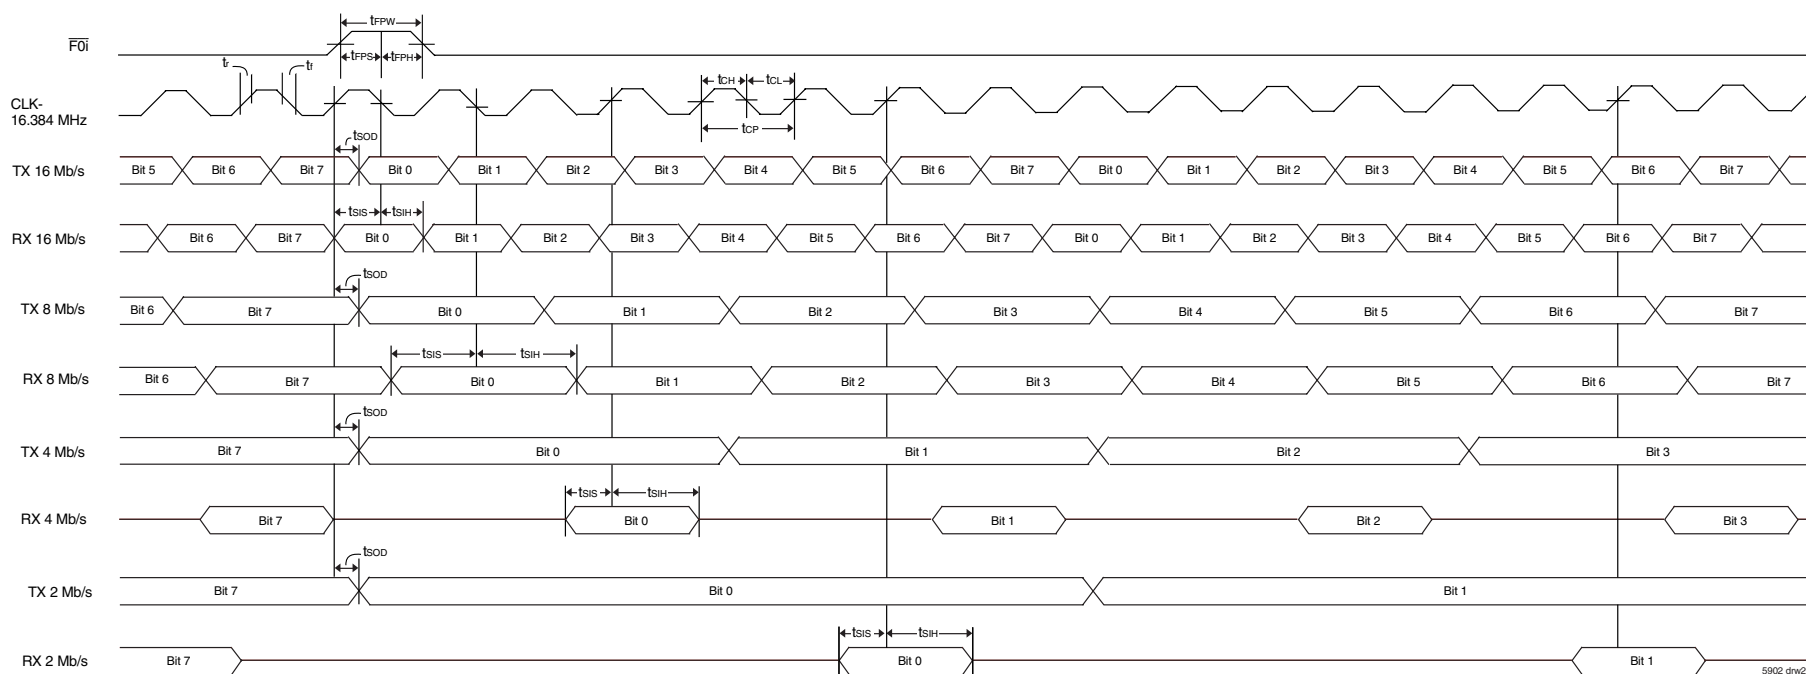 tFPW
F0i
tFPS tFPH
tr tf
tCH tCL
CLK-
16.384 MHz
tCP
tSOD
TX 16 Mb/s Bit 5 Bit 6 Bit 7 Bit 0 Bit 1 Bit 2 Bit 3 Bit 4 Bit 5 Bit 6 Bit 7 Bit 0 Bit 1 Bit 2 Bit 3 Bit 4 Bit 5 Bit 6 Bit 7
tSIS tSIH
RX 16 Mb/s Bit 6 Bit 7 Bit 0 Bit 1 Bit 2 Bit 3 Bit 4 Bit 5 Bit 6 Bit 7 Bit 0 Bit 1 Bit 2 Bit 3 Bit 4 Bit 5 Bit 6 Bit 7
tSOD
TX 8 Mb/s Bit 6 Bit 7 Bit 0 Bit 1 Bit 2 Bit 3 Bit 4 Bit 5 Bit 6 Bit 7
tSIS tSIH
RX 8 Mb/s Bit 6 Bit 7 Bit 0 Bit 1 Bit 2 Bit 3 Bit 4 Bit 5 Bit 6 Bit 7
tSOD
TX 4 Mb/s Bit 7 Bit 0 Bit 1 Bit 2 Bit 3
tSIS tSIH
RX 4 Mb/s Bit 7 Bit 0 Bit 1 Bit 2 Bit 3
tSOD
TX 2 Mb/s Bit 7 Bit 0 Bit 1
tSIS tSIH
RX 2 Mb/s Bit 7 Bit 0 Bit 1
5902 drw2